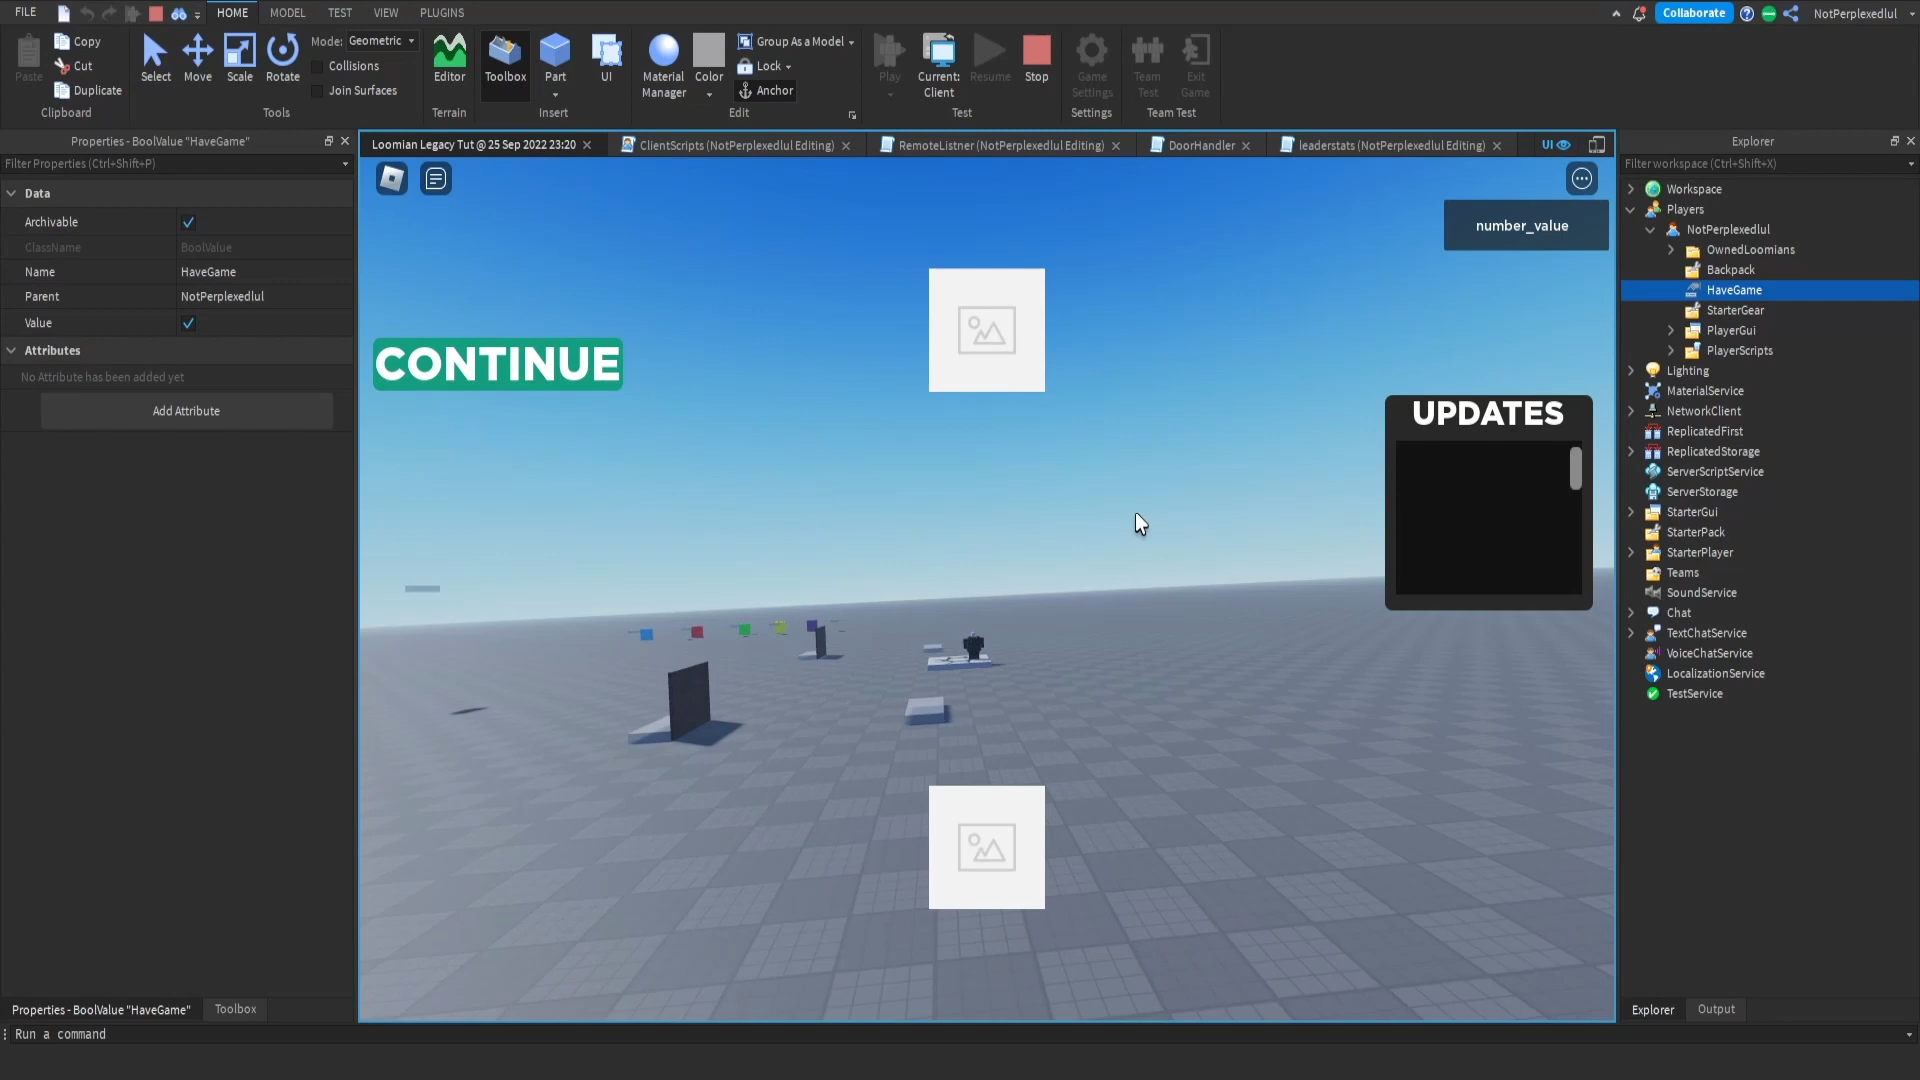 FILE
HOME
MODEL
TEST
VIEW
PLUGINS
Collaborate
NotPerplexedlul
Paste
Copy
Cut
Duplicate
Clipboard
Select
Move
Scale
Rotate
Mode: Geometric
Collisions
Join Surfaces
Tools
Editor
Terrain
Toolbox
Part
UI
Insert
Material
Manager
Color
Group As a Model
Lock
Anchor
Edit
Play
Current:
Client
Resume
Stop
Test
Game
Settings
Settings
Team
Test
Exit
Game
Team Test
Properties - BoolValue "HaveGame"
Filter Properties (Ctrl+Shift+P)
Data
Archivable
ClassName BoolValue
Name HaveGame
Parent NotPerplexedlul
Value
Attributes
No Attribute has been added yet
Add Attribute
Properties - BoolValue "HaveGame"
Toolbox
Run a command
Loomian Legacy Tut @ 25 Sep 2022 23:20
ClientScripts (NotPerplexedlul Editing)
RemoteListner (NotPerplexedlul Editing)
DoorHandler
leaderstats (NotPerplexedlul Editing)
UI
number_value
CONTINUE
UPDATES
Explorer
Filter workspace (Ctrl+Shift+X)
Workspace
Players
NotPerplexedlul
OwnedLoomians
Backpack
HaveGame
StarterGear
PlayerGui
PlayerScripts
Lighting
MaterialService
NetworkClient
ReplicatedFirst
ReplicatedStorage
ServerScriptService
ServerStorage
StarterGui
StarterPack
StarterPlayer
Teams
SoundService
Chat
TextChatService
VoiceChatService
LocalizationService
TestService
Explorer
Output